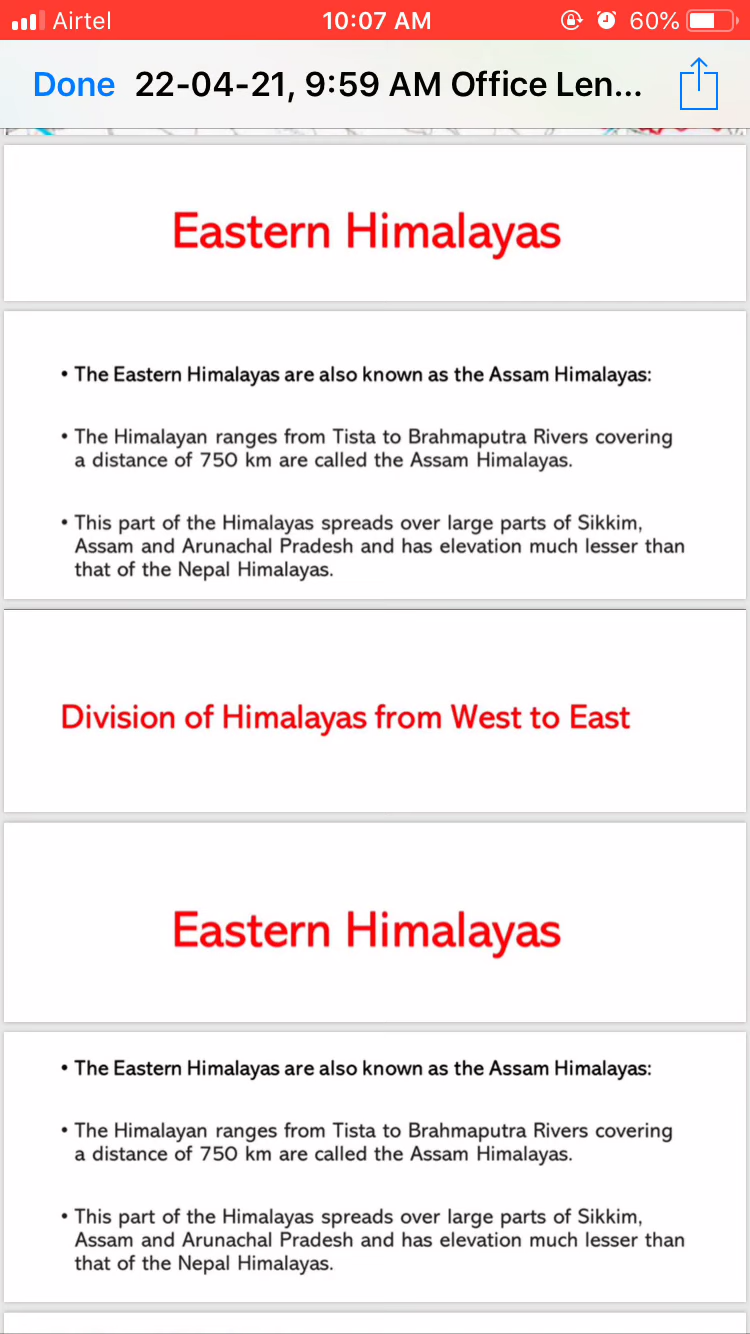 Airtel 10:07 AM 60%
Done 22-04-21, 9:59 AM Office Len...
Eastern Himalayas
• The Eastern Himalayas are also known as the Assam Himalayas:
• The Himalayan ranges from Tista to Brahmaputra Rivers covering
a distance of 750 km are called the Assam Himalayas.
• This part of the Himalayas spreads over large parts of Sikkim,
Assam and Arunachal Pradesh and has elevation much lesser than
that of the Nepal Himalayas.
Division of Himalayas from West to East
Eastern Himalayas
• The Eastern Himalayas are also known as the Assam Himalayas:
• The Himalayan ranges from Tista to Brahmaputra Rivers covering
a distance of 750 km are called the Assam Himalayas.
• This part of the Himalayas spreads over large parts of Sikkim,
Assam and Arunachal Pradesh and has elevation much lesser than
that of the Nepal Himalayas.